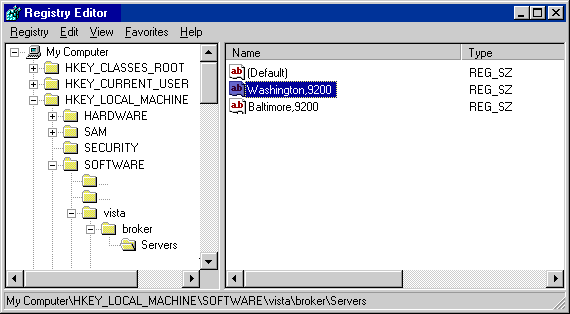 Registry Editor
Registry Edit View Favorites Help
My Computer
HKEY_CLASSES_ROOT
HKEY_CURRENT_USER
HKEY_LOCAL_MACHINE
HARDWARE
SAM
SECURITY
SOFTWARE
....
....
vista
broker
Servers
Name Type
(Default) REG_SZ
Washington,9200 REG_SZ
Baltimore,9200 REG_SZ
My Computer\HKEY_LOCAL_MACHINE\SOFTWARE\vista\broker\Servers